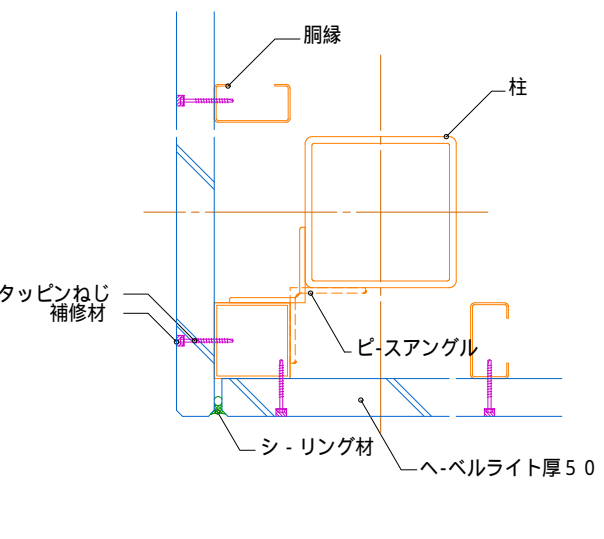 胴縁
柱
タッピンねじ
補修材
ピ-スアングル
シ-リング材
ヘ-ベルライト厚５０